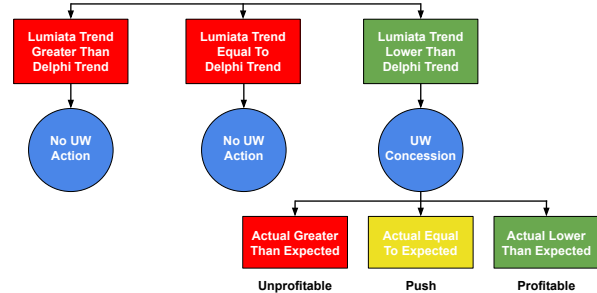 Lumiata Trend
Greater Than
Delphi Trend
Lumiata Trend
Equal To
Delphi Trend
Lumiata Trend
Lower Than
Delphi Trend
No UW
Action
No UW
Action
UW
Concession
Actual Greater
Than Expected
Actual Equal
To Expected
Actual Lower
Than Expected
Unprofitable
Push
Profitable